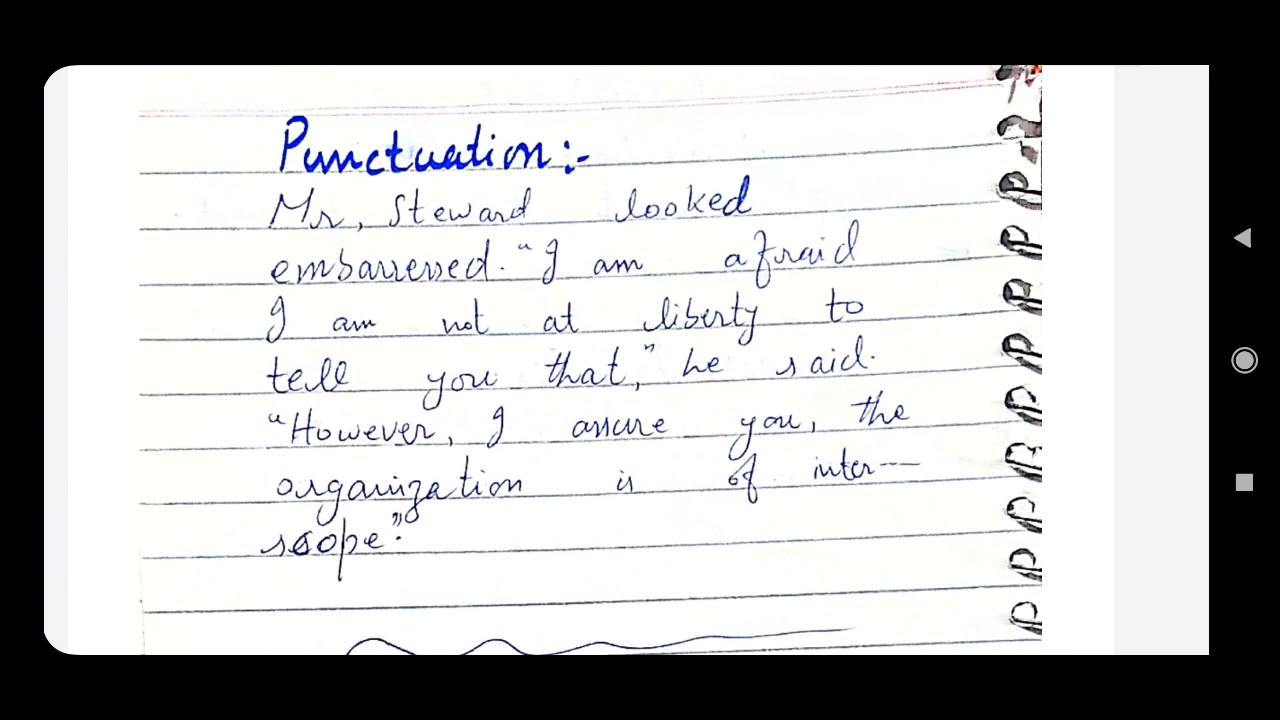 Punctuation:-
Mr, Steward looked
embarresed. "I am afraid
I am not at liberty to
tell you that," he said.
"However, I assure you, the
organization is of inter---
scope."